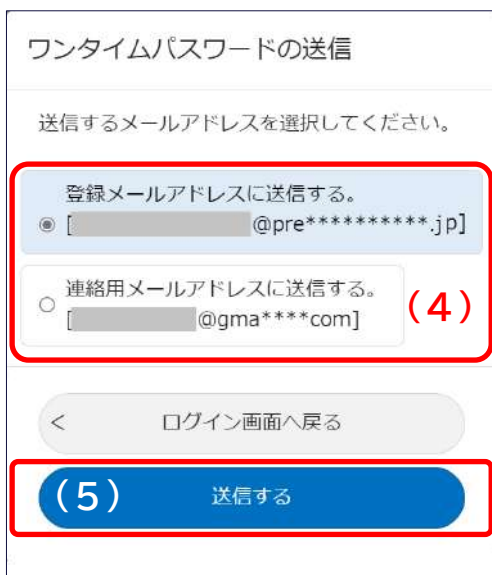 ワンタイムパスワードの送信
送信するメールアドレスを選択してください。
登録メールアドレスに送信する。
[ @pre**********.jp]
連絡用メールアドレスに送信する。
[ @gma****com]
(4)
< ログイン画面へ戻る
(5) 送信する